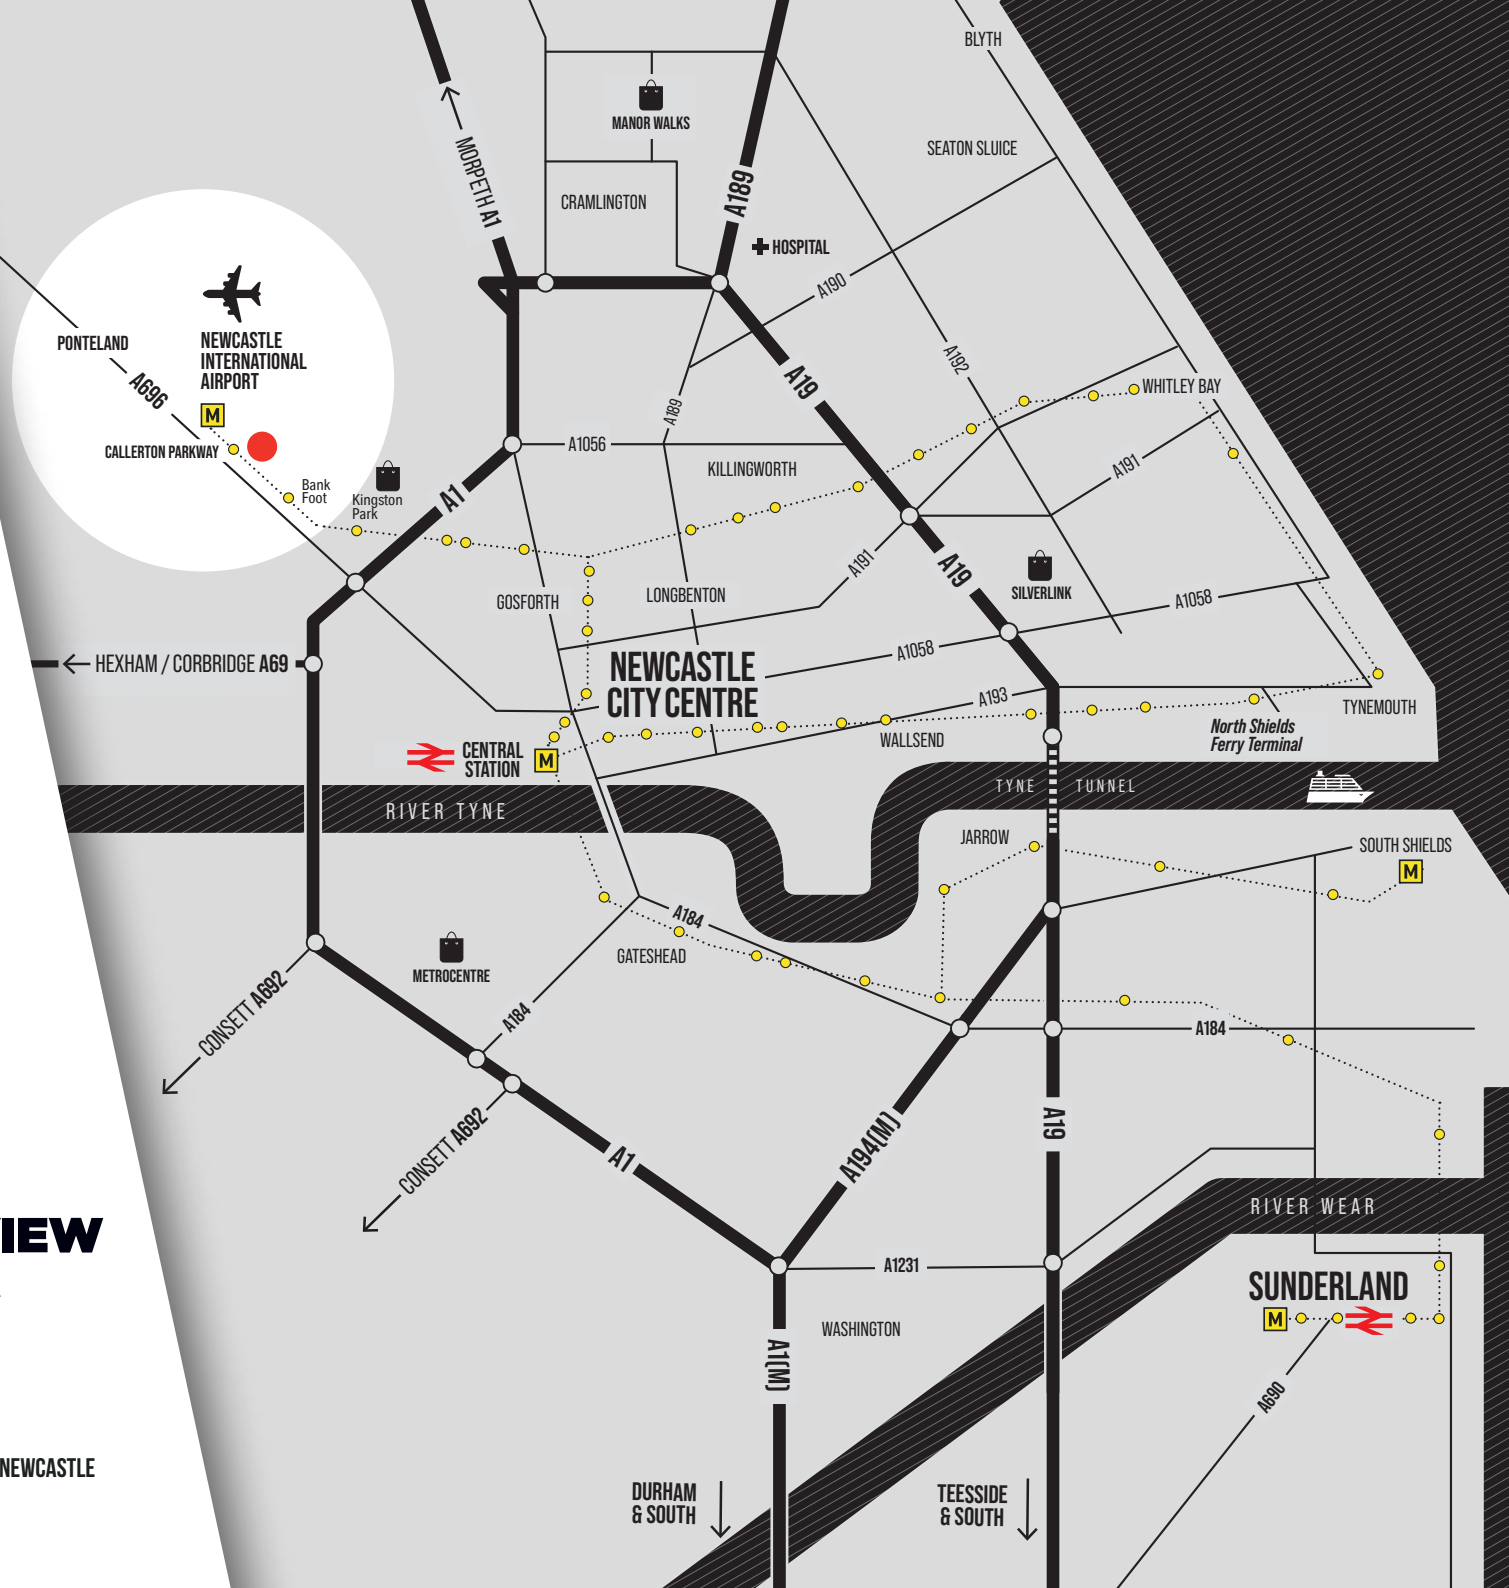 BLYTH
MANOR WALKS
SEATON SLUICE
MORPETH A1
CRAMLINGTON
A189
HOSPITAL
A190
NEWCASTLE
INTERNATIONAL
AIRPORT
PONTELAND
A696
M
CALLERTON PARKWAY
A19
A192
WHITLEY BAY
A189
A1056
KILLINGWORTH
A191
Bank
Foot
Kingston
Park
A1
A191
A19
SILVERLINK
GOSFORTH
LONGBENTON
A1058
HEXHAM / CORBRIDGE A69
NEWCASTLE
CITY CENTRE
A1058
A193
TYNEMOUTH
North Shields
Ferry Terminal
WALLSEND
CENTRAL
STATION
M
TYNE TUNNEL
RIVER TYNE
JARROW
SOUTH SHIELDS
M
A184
GATESHEAD
METROCENTRE
CONSETT A692
A184
A184
CONSETT A692
A1
A194(M)
A19
RIVER WEAR
VIEW
A1231
SUNDERLAND
M
WASHINGTON
A1(M)
A690
NEWCASTLE
DURHAM
& SOUTH
TEESSIDE
& SOUTH